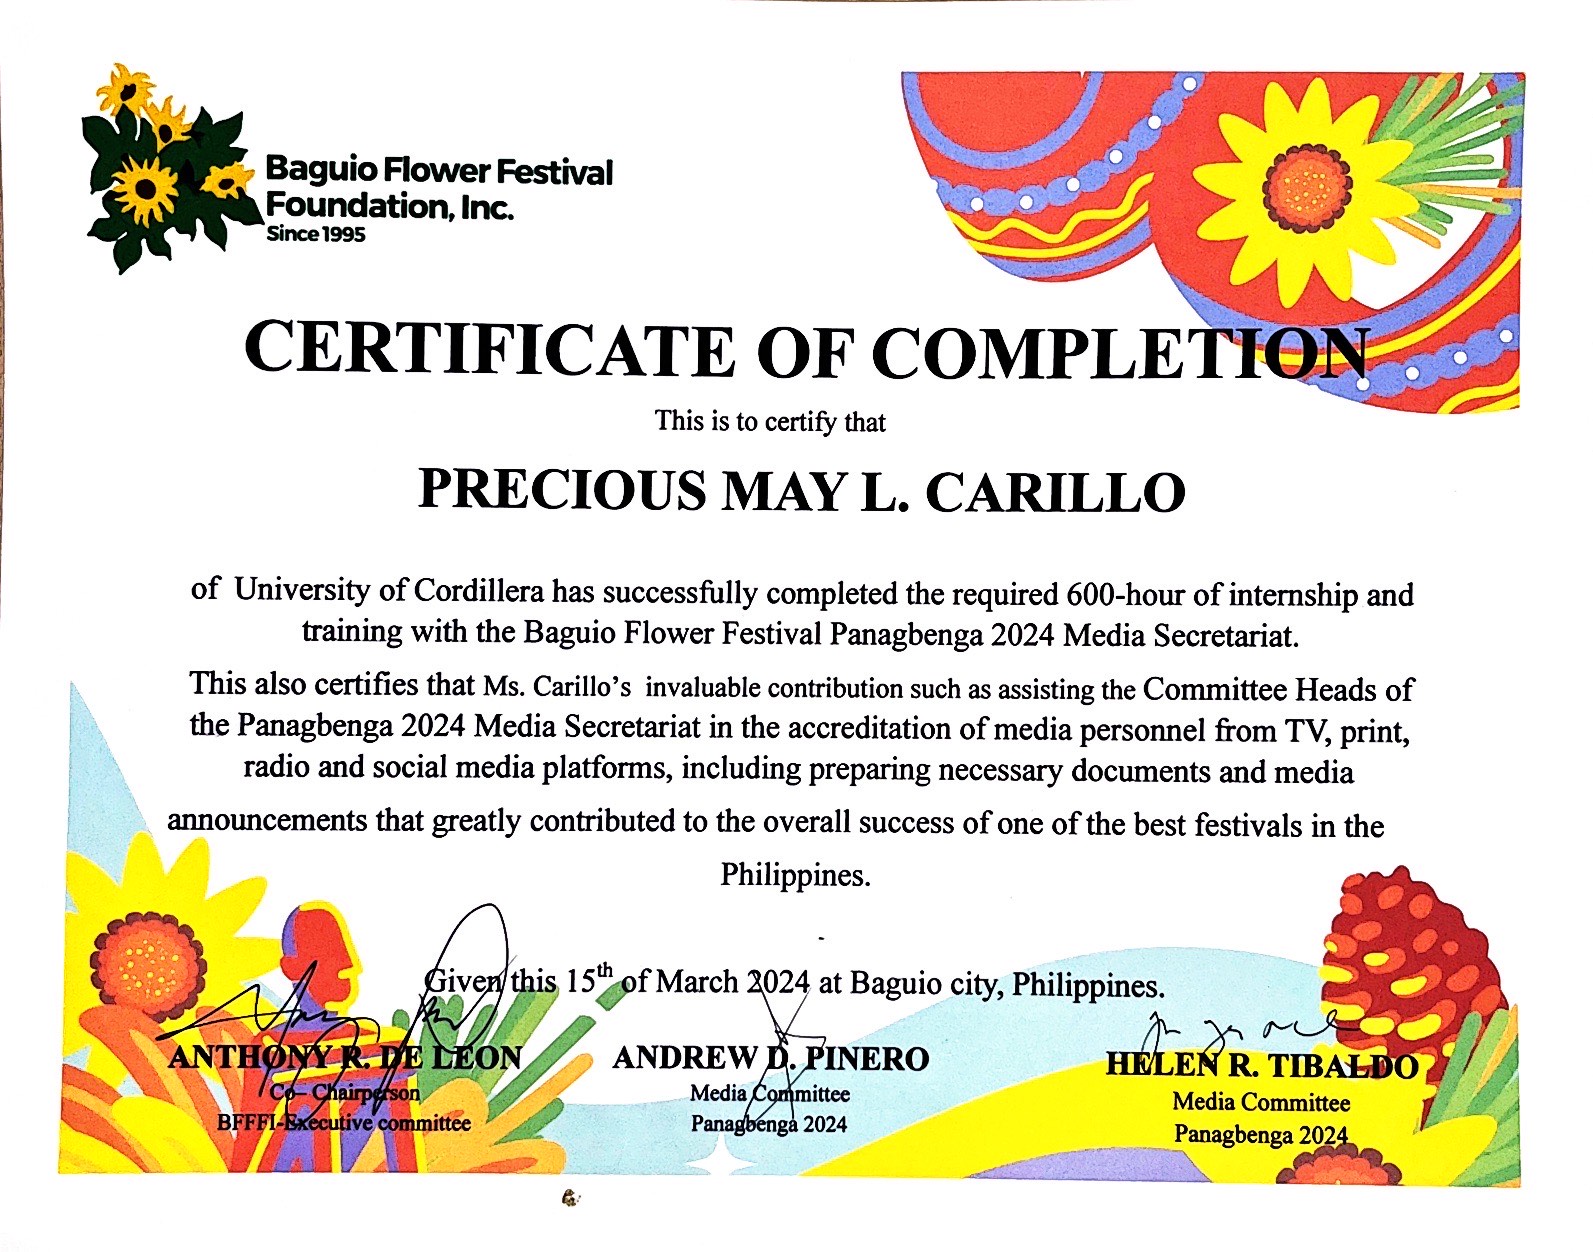 Baguio Flower Festival
Foundation, Inc.
Since 1995
CERTIFICATE OF COMPLETION
This is to certify that
PRECIOUS MAY L. CARILLO
of University of Cordillera has successfully completed the required 600-hour of internship and
training with the Baguio Flower Festival Panagbenga 2024 Media Secretariat.
This also certifies that Ms. Carillo's invaluable contribution such as assisting the Committee Heads of
the Panagbenga 2024 Media Secretariat in the accreditation of media personnel from TV, print,
radio and social media platforms, including preparing necessary documents and media
announcements that greatly contributed to the overall success of one of the best festivals in the
Philippines.
Given this 15th of March 2024 at Baguio city, Philippines.
ANTHONY R. DE LEON
Co– Chairperson
BFFFI-Executive committee
ANDREW D. PINERO
Media Committee
Panagbenga 2024
HELEN R. TIBALDO
Media Committee
Panagbenga 2024